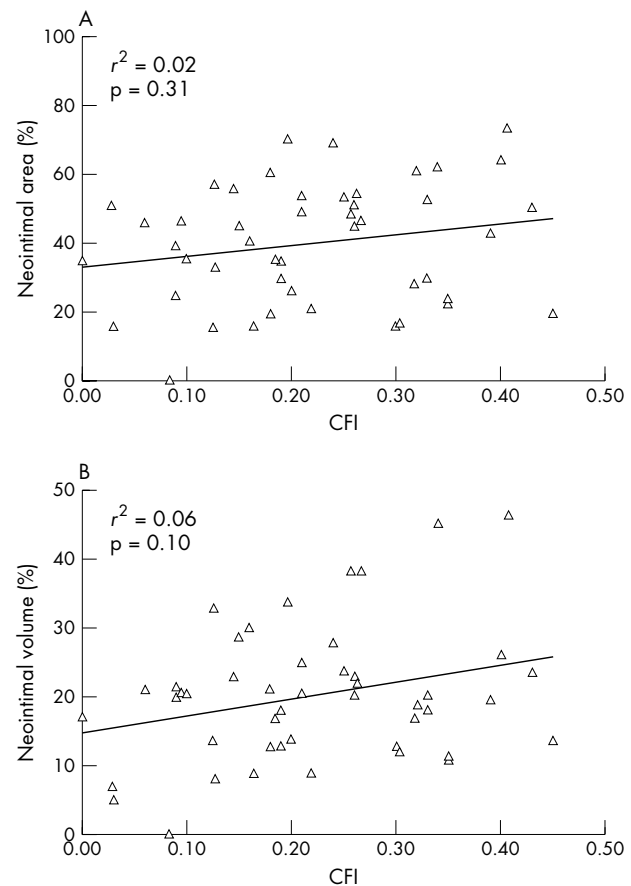 A
100
80
60
40
20
0
Neointimal area (%)
r² = 0.02
p = 0.31
0.00 0.10 0.20 0.30 0.40 0.50
CFI
B
50
40
30
20
10
0
Neointimal volume (%)
r² = 0.06
p = 0.10
0.00 0.10 0.20 0.30 0.40 0.50
CFI